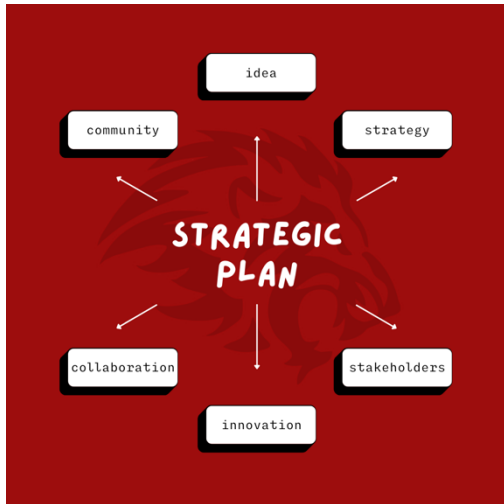 idea
community
strategy
STRATEGIC
PLAN
collaboration
stakeholders
innovation